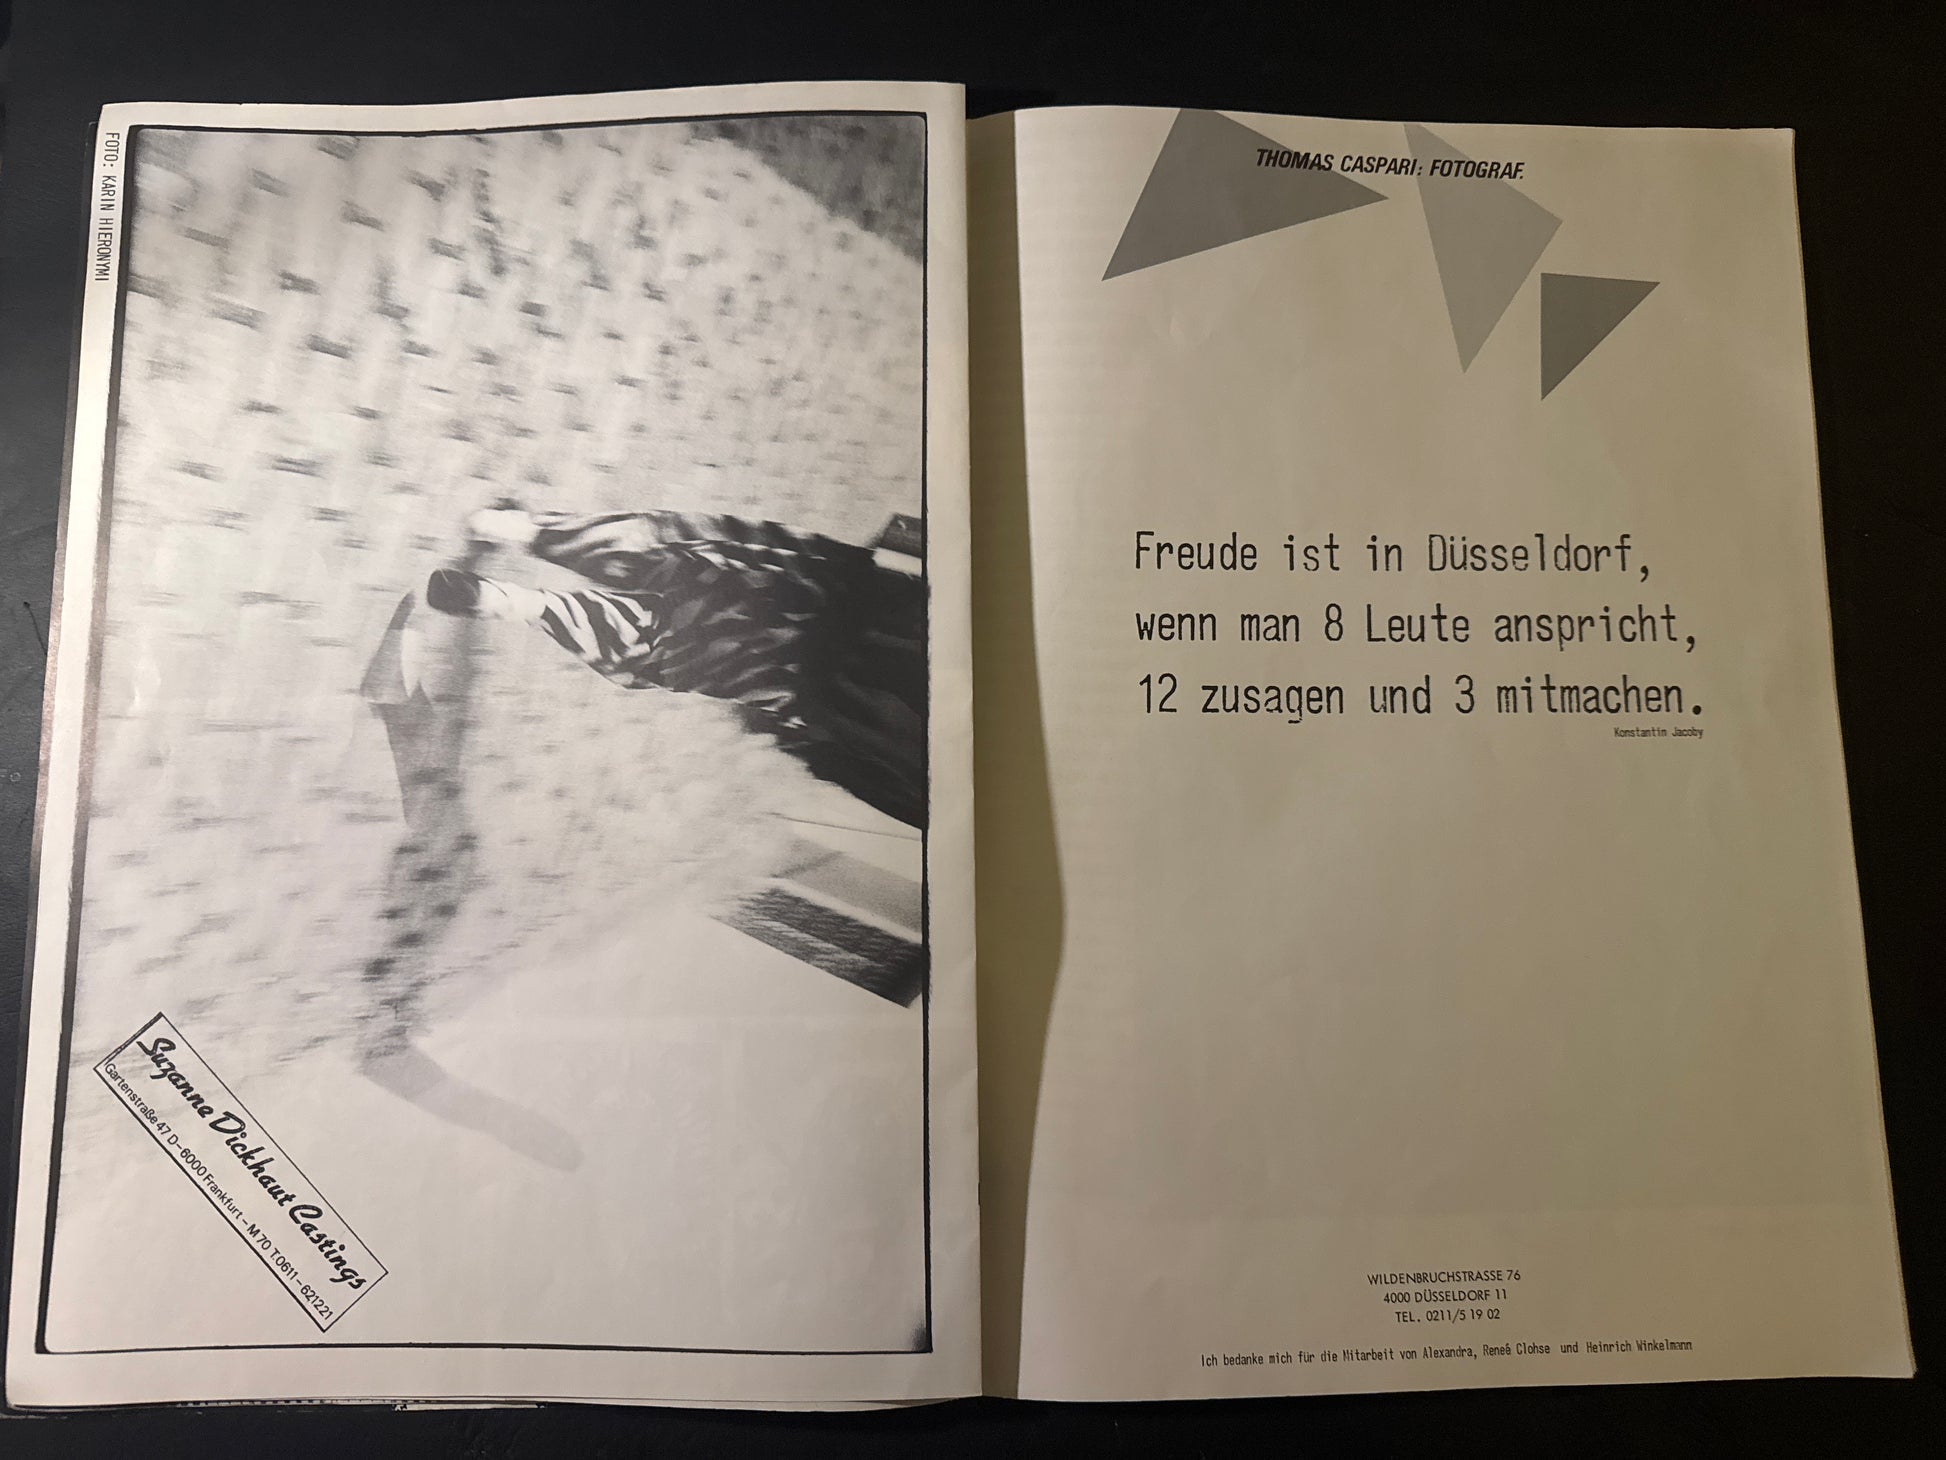 FOTO: KARIN HIERONYMI
Suzanne Dickhaut Castings
Gartenstraße 47 D-6000 Frankfurt-M 70 T.0611-621221
THOMAS CASPARI: FOTOGRAF.
Freude ist in Düsseldorf,
wenn man 8 Leute anspricht,
12 zusagen und 3 mitmachen.
Konstantin Jacoby
WILDENBRUCHSTRASSE 76
4000 DÜSSELDORF 11
TEL. 0211/5 19 02
Ich bedanke mich für die Mitarbeit von Alexandra, Reneé Clohse und Heinrich Winkelmann